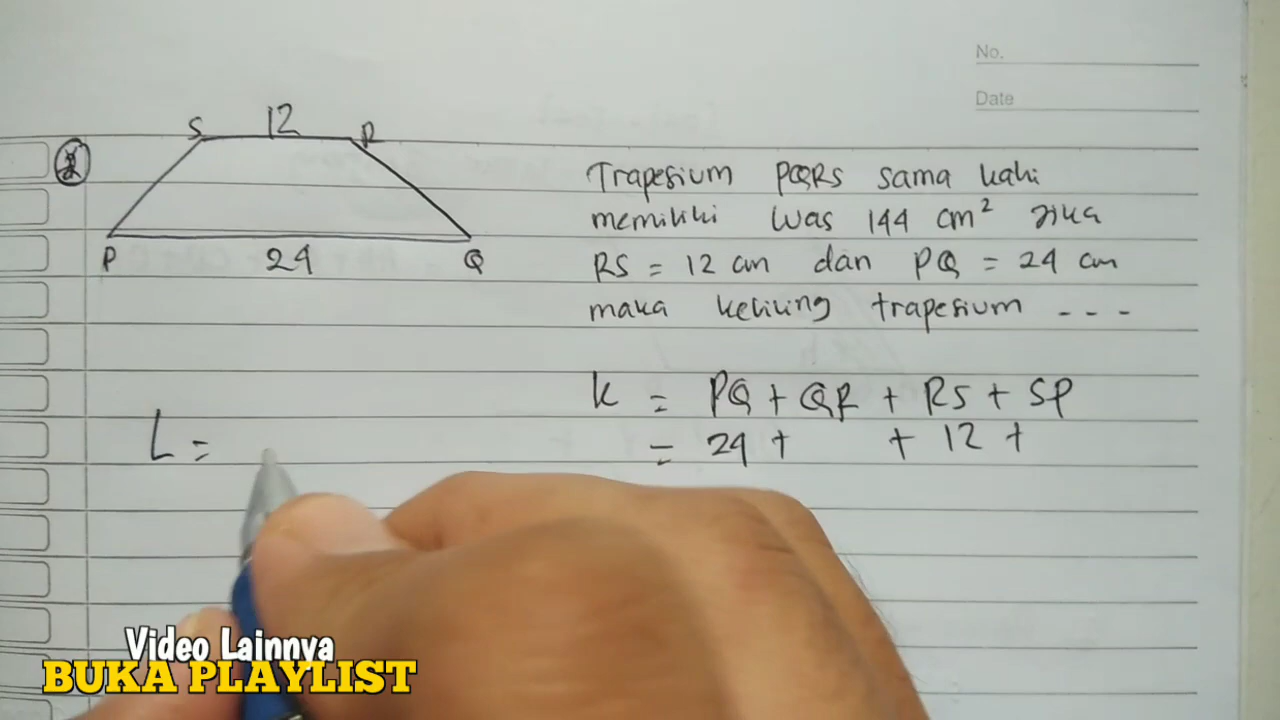 No.
Date
S 12 R
P 24 Q
Trapesium PQRS sama kaki
memiliki luas 144 cm² jika
RS = 12 cm dan PQ = 24 cm
maka keliling trapesium ---
K = PQ + QR + RS + SP
= 24 + + 12 +
L =
Video Lainnya
BUKA PLAYLIST